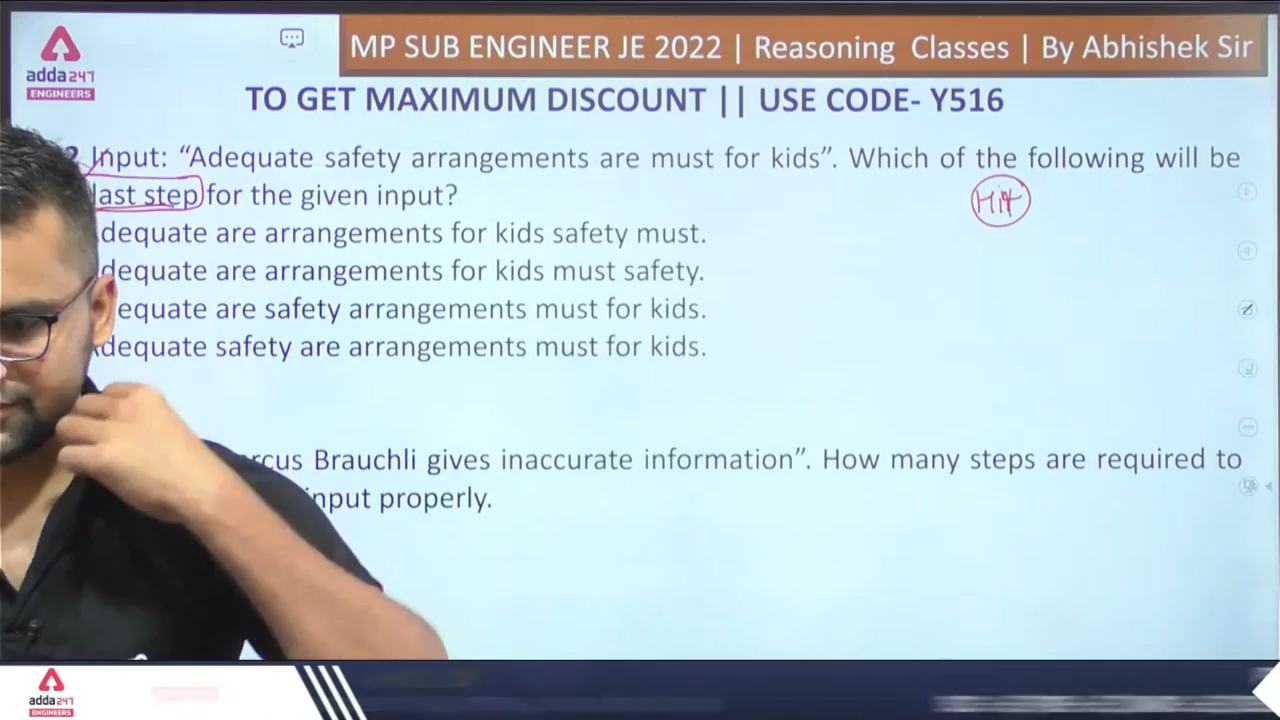 MP SUB ENGINEER JE 2022 | Reasoning Classes | By Abhishek Sir
adda247
ENGINEERS
TO GET MAXIMUM DISCOUNT || USE CODE- Y516
Input: “Adequate safety arrangements are must for kids”. Which of the following will be
last step for the given input?
Hit
dequate are arrangements for kids safety must.
dequate are arrangements for kids must safety.
equate are safety arrangements must for kids.
Adequate safety are arrangements must for kids.
rcus Brauchli gives inaccurate information”. How many steps are required to
input properly.
adda247
ENGINEERS